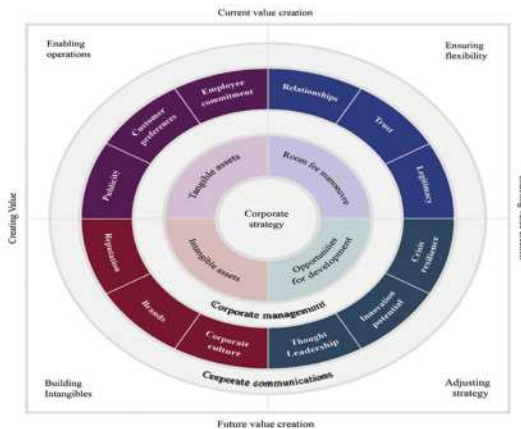 Current value creation
Enabling
operations
Ensuring
flexibility
Employee
commitment
Relationships
Customer
preferences
Trust
Publicity
Legitimacy
Tangible assets
Room for manoeuvre
Creating Value
Corporate
strategy
Reputation
Intangible assets
Opportunities
for development
Crisis
resiliance
Brands
Corporate management
Innovation
potential
Corporate
culture
Thought
Leadership
Corporate communications
Building
Intangibles
Adjusting
strategy
Future value creation